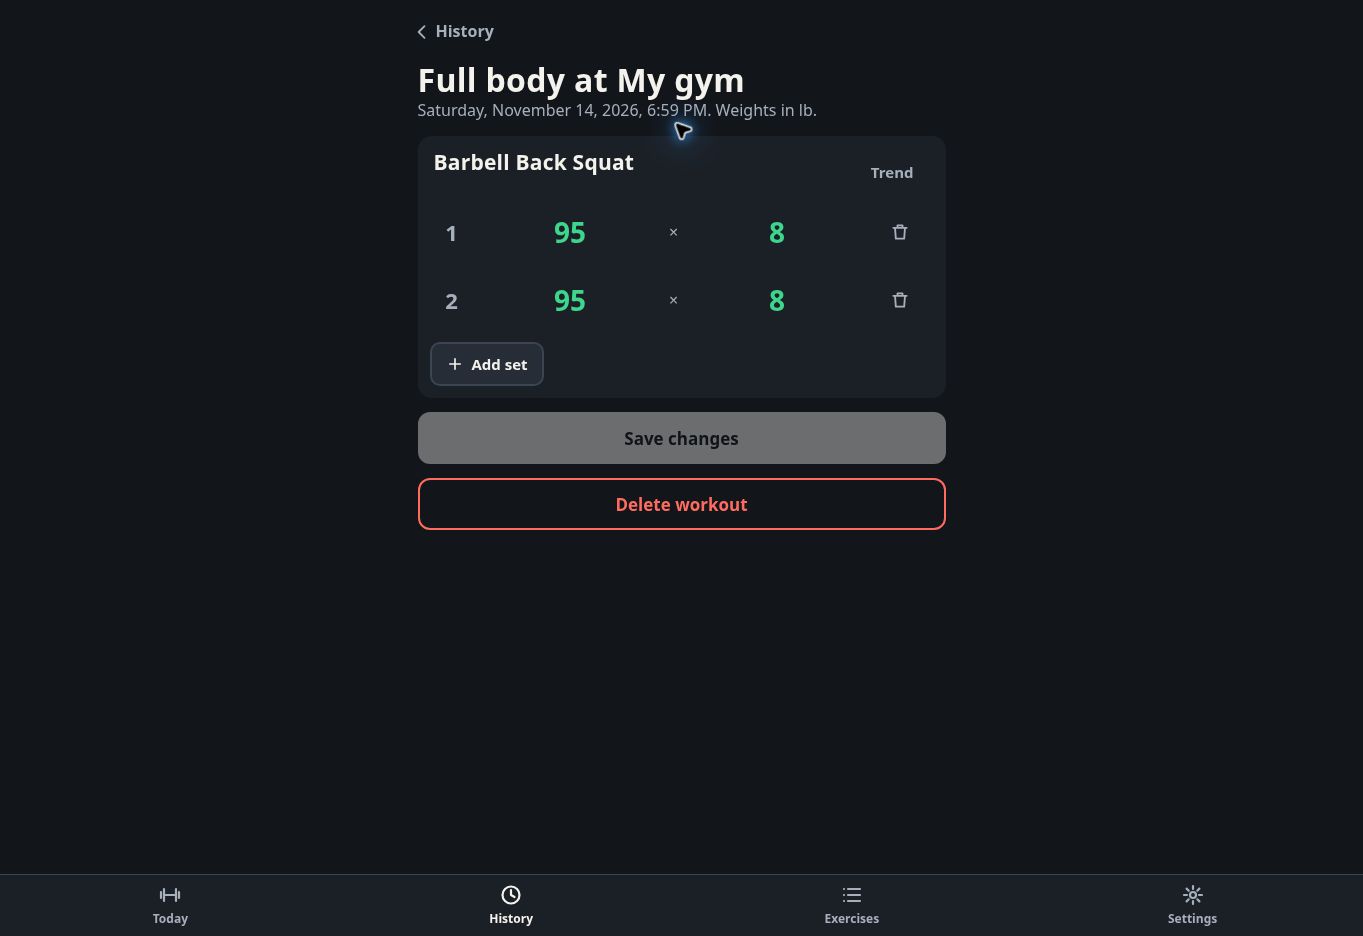 History
Full body at My gym
Saturday, November 14, 2026, 6:59 PM. Weights in lb.
Barbell Back Squat
Trend
1 95 × 8
2 95 × 8
+ Add set
Save changes
Delete workout
Today History Exercises Settings